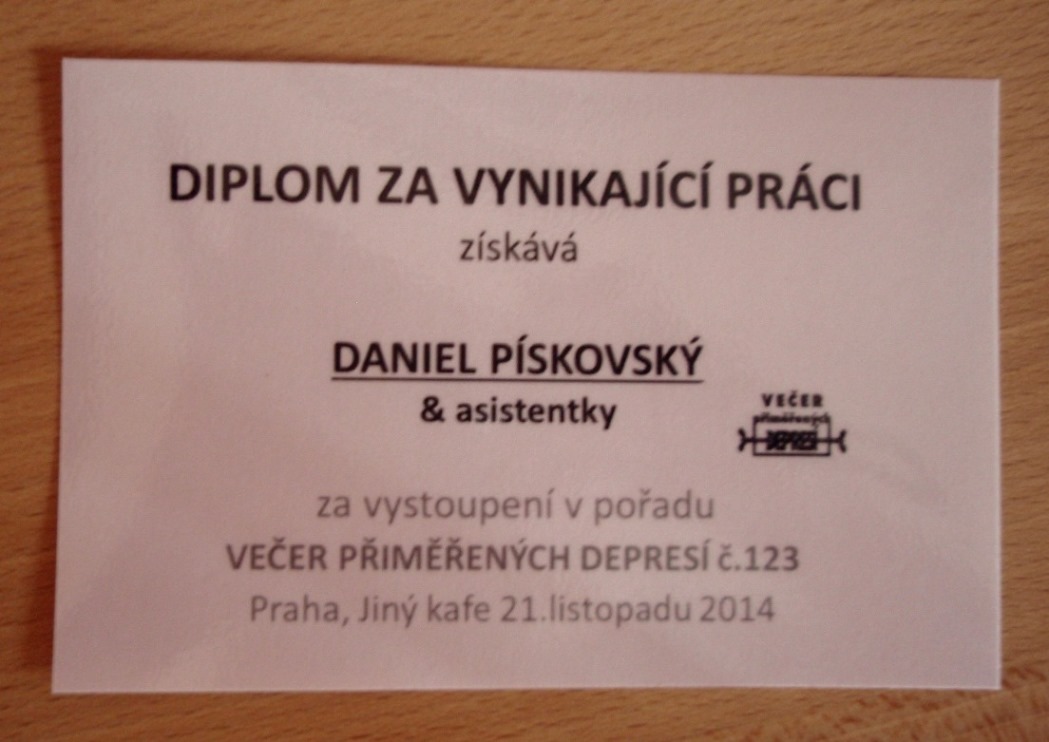 DIPLOM ZA VYNIKAJÍCÍ PRÁCI
získává
DANIEL PÍSKOVSKÝ
& asistentky
VEČER
přiměřených
DEPRESÍ
za vystoupení v pořadu
VEČER PŘIMĚŘENÝCH DEPRESÍ č.123
Praha, Jiný kafe 21.listopadu 2014